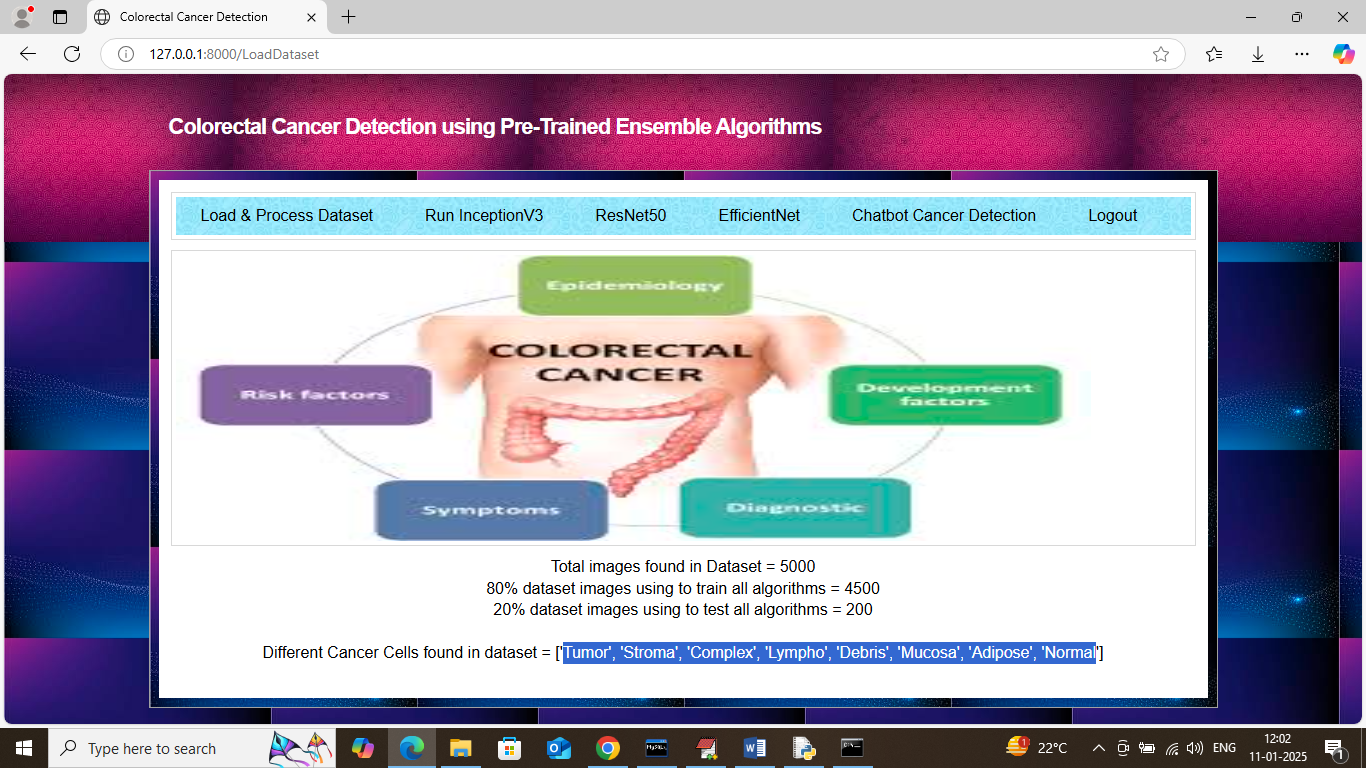 Colorectal Cancer Detection
127.0.0.1:8000/LoadDataset
Colorectal Cancer Detection using Pre-Trained Ensemble Algorithms
Load & Process Dataset Run InceptionV3 ResNet50 EfficientNet Chatbot Cancer Detection Logout
Epidemiology
COLORECTAL
CANCER
Risk factors
Development
factors
Symptoms
Diagnostic
Total images found in Dataset = 5000
80% dataset images using to train all algorithms = 4500
20% dataset images using to test all algorithms = 200
Different Cancer Cells found in dataset = ['Tumor', 'Stroma', 'Complex', 'Lympho', 'Debris', 'Mucosa', 'Adipose', 'Normal']
Type here to search
1
22°C
ENG
12:02
11-01-2025
1